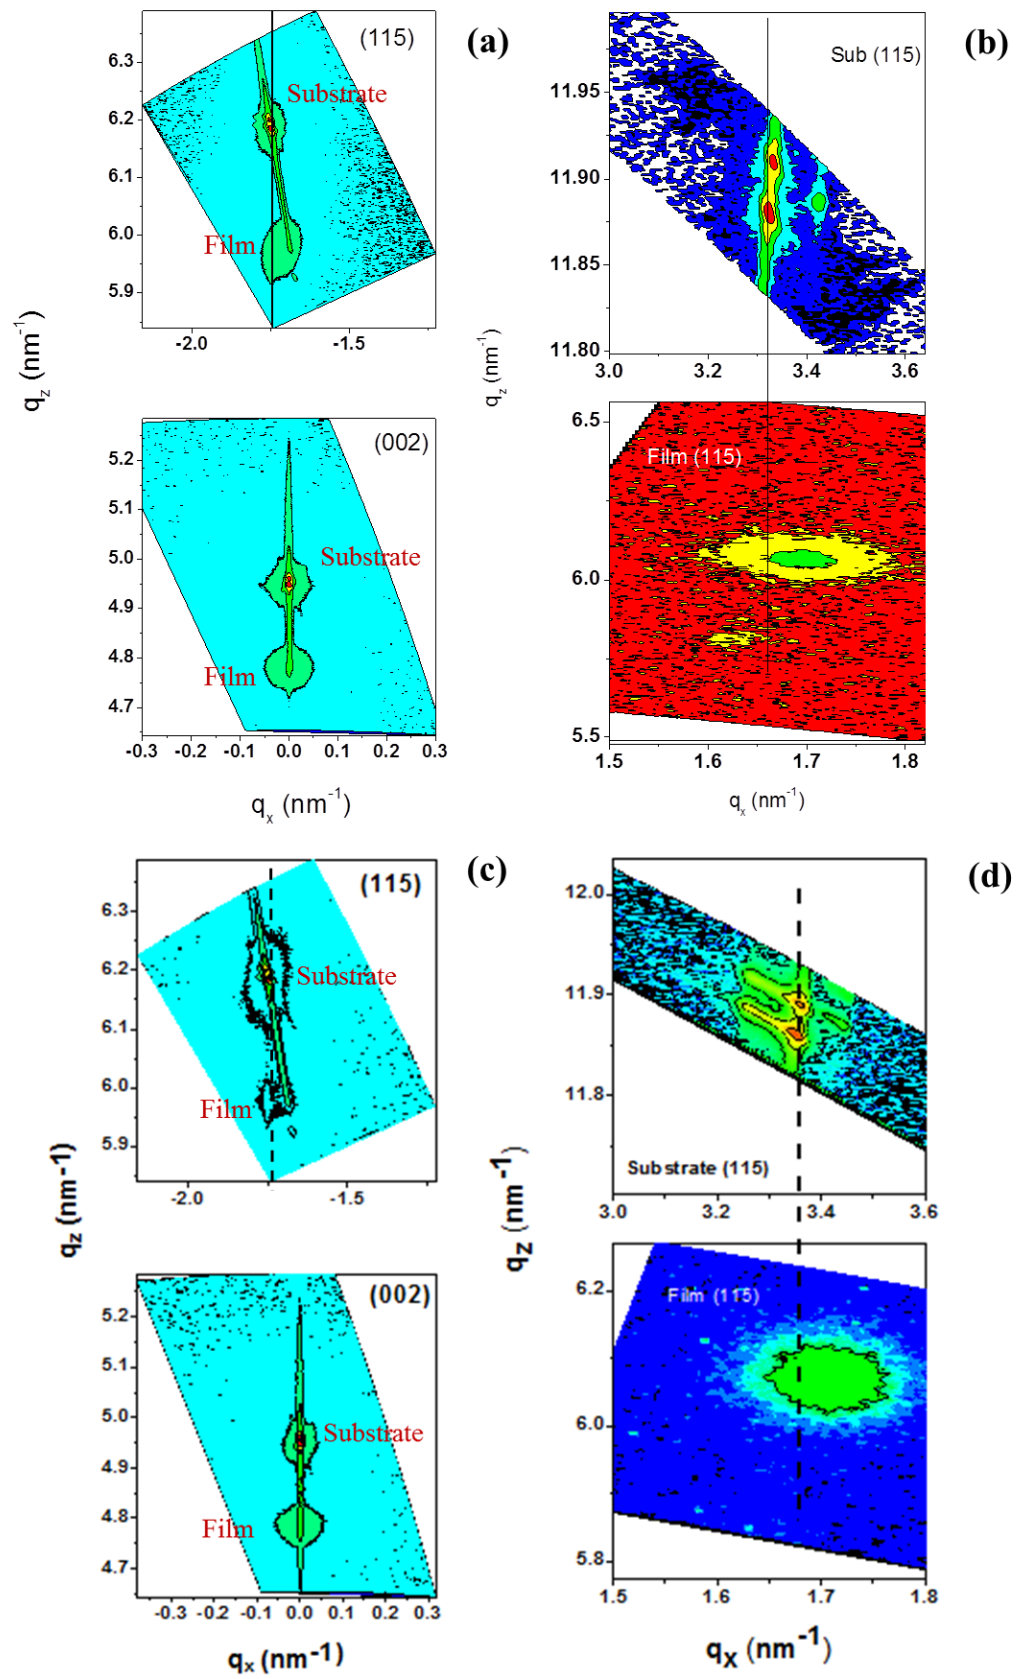 (a)
(115)
6.3
Substrate
6.2
6.1
6.0
Film
5.9
-2.0 -1.5
(002)
5.2
5.1
5.0
Substrate
4.9
4.8
Film
4.7
-0.3 -0.2 -0.1 0.0 0.1 0.2 0.3
qz (nm-1)
qx (nm-1)
(b)
Sub (115)
11.95
11.90
11.85
11.80
3.0 3.2 3.4 3.6
6.5
Film (115)
6.0
5.5
1.5 1.6 1.7 1.8
qz (nm-1)
qx (nm-1)
(c)
(115)
6.3
6.2
Substrate
6.1
6.0
Film
5.9
-2.0 -1.5
(002)
5.2
5.1
5.0
Substrate
4.9
4.8
Film
4.7
-0.3 -0.2 -0.1 0.0 0.1 0.2 0.3
qz (nm-1)
qx (nm-1)
(d)
12.0
11.9
11.8
Substrate (115)
3.0 3.2 3.4 3.6
6.2
Film (115)
6.0
5.8
1.5 1.6 1.7 1.8
qz (nm-1)
qx (nm-1)